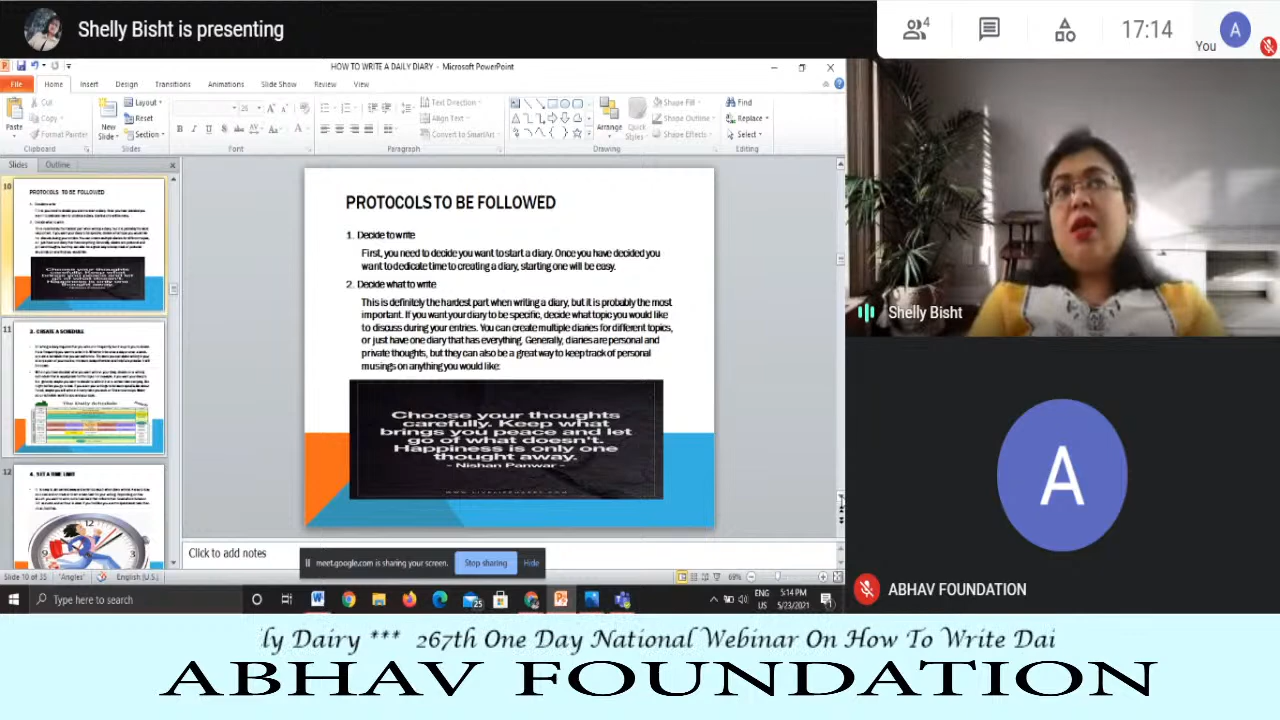 Shelly Bisht is presenting
4
17:14
You
A
HOW TO WRITE A DAILY DIARY - Microsoft PowerPoint
File Home Insert Design Transitions Animations Slide Show Review View
Paste
Cut
Copy
Format Painter
Clipboard
New Slide
Layout
Reset
Section
Slides
Font
Text Direction
Align Text
Convert to SmartArt
Paragraph
Arrange
Quick Styles
Shape Fill
Shape Outline
Shape Effects
Drawing
Find
Replace
Select
Editing
Slides Outline
10
PROTOCOLS TO BE FOLLOWED
11
3. CREATE A SCHEDULE
The Daily Schedule
12
4. SET A TIME LIMIT
PROTOCOLS TO BE FOLLOWED
1. Decide to write
First, you need to decide you want to start a diary. Once you have decided you
want to dedicate time to creating a diary, starting one will be easy.
2. Decide what to write
This is definitely the hardest part when writing a diary, but it is probably the most
important. If you want your diary to be specific, decide what topic you would like
to discuss during your entries. You can create multiple diaries for different topics,
or just have one diary that has everything. Generally, diaries are personal and
private thoughts, but they can also be a great way to keep track of personal
musings on anything you would like:
Choose your thoughts
carefully. Keep what
brings you peace and let
go of what doesn't.
Happiness is only one
thought away.
- Nishan Panwar -
Click to add notes
meet.google.com is sharing your screen.
Stop sharing
Hide
Slide 10 of 35 "Angles" English (U.S.)
69%
Type here to search
25
ENG
US
5:14 PM
5/23/2021
Shelly Bisht
A
ABHAV FOUNDATION
ly Dairy *** 267th One Day National Webinar On How To Write Dai
ABHAV FOUNDATION